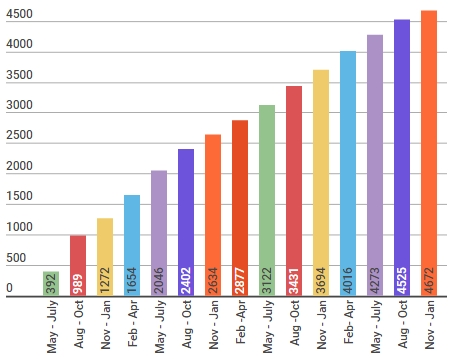 4500
4000
3500
3000
2500
2000
1500
1000
500
0
392
989
1272
1654
2046
2402
2634
2877
3122
3431
3694
4016
4273
4525
4672
May - July
Aug - Oct
Nov - Jan
Feb - Apr
May - July
Aug - Oct
Nov - Jan
Feb -Apr
May - July
Aug -Oct
Nov - Jan
Feb- Apr
May - July
Aug - Oct
Nov - Jan